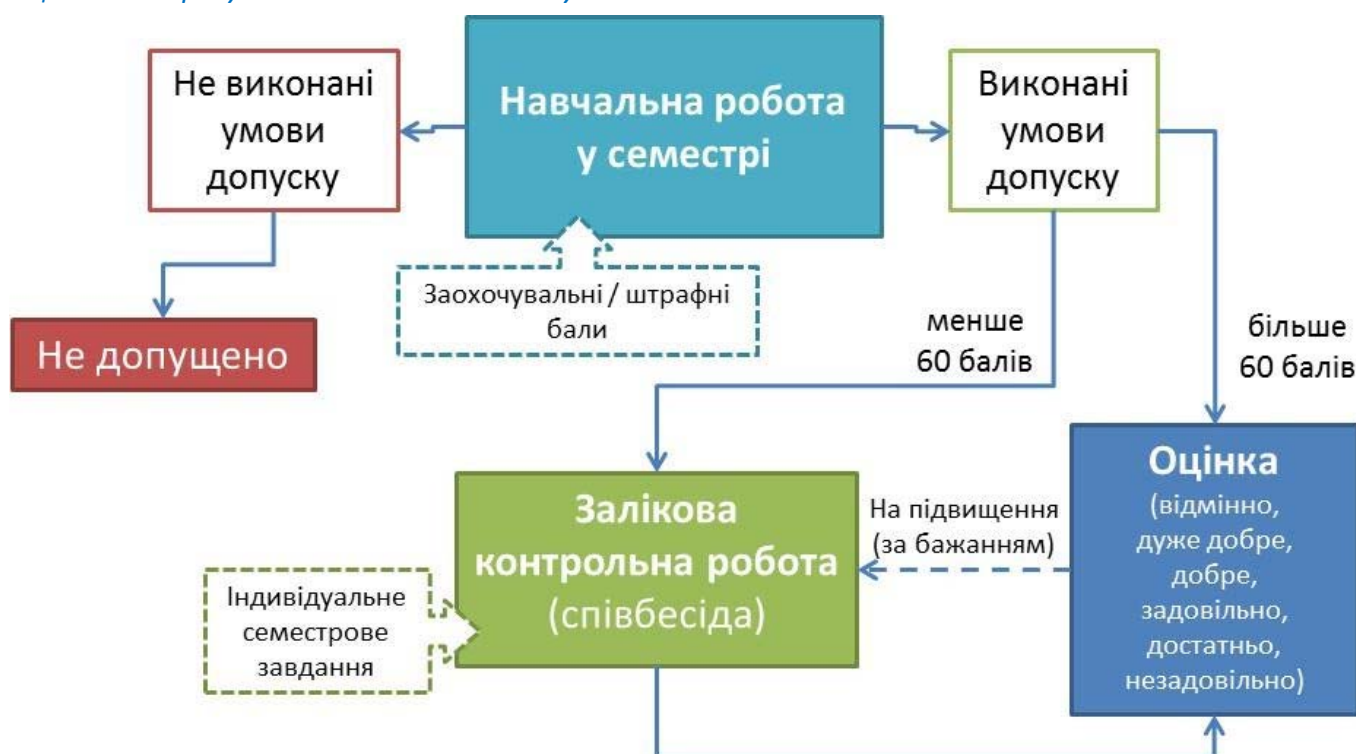 Не виконані
умови
допуску
Навчальна робота
у семестрі
Виконані
умови
допуску
Заохочувальні / штрафні
бали
Не допущено
менше
60 балів
більше
60 балів
Залікова
контрольна робота
(співбесіда)
На підвищення
(за бажанням)
Оцінка
(відмінно,
дуже добре,
добре,
задовільно,
достатньо,
незадовільно)
Індивідуальне
семестрове
завдання